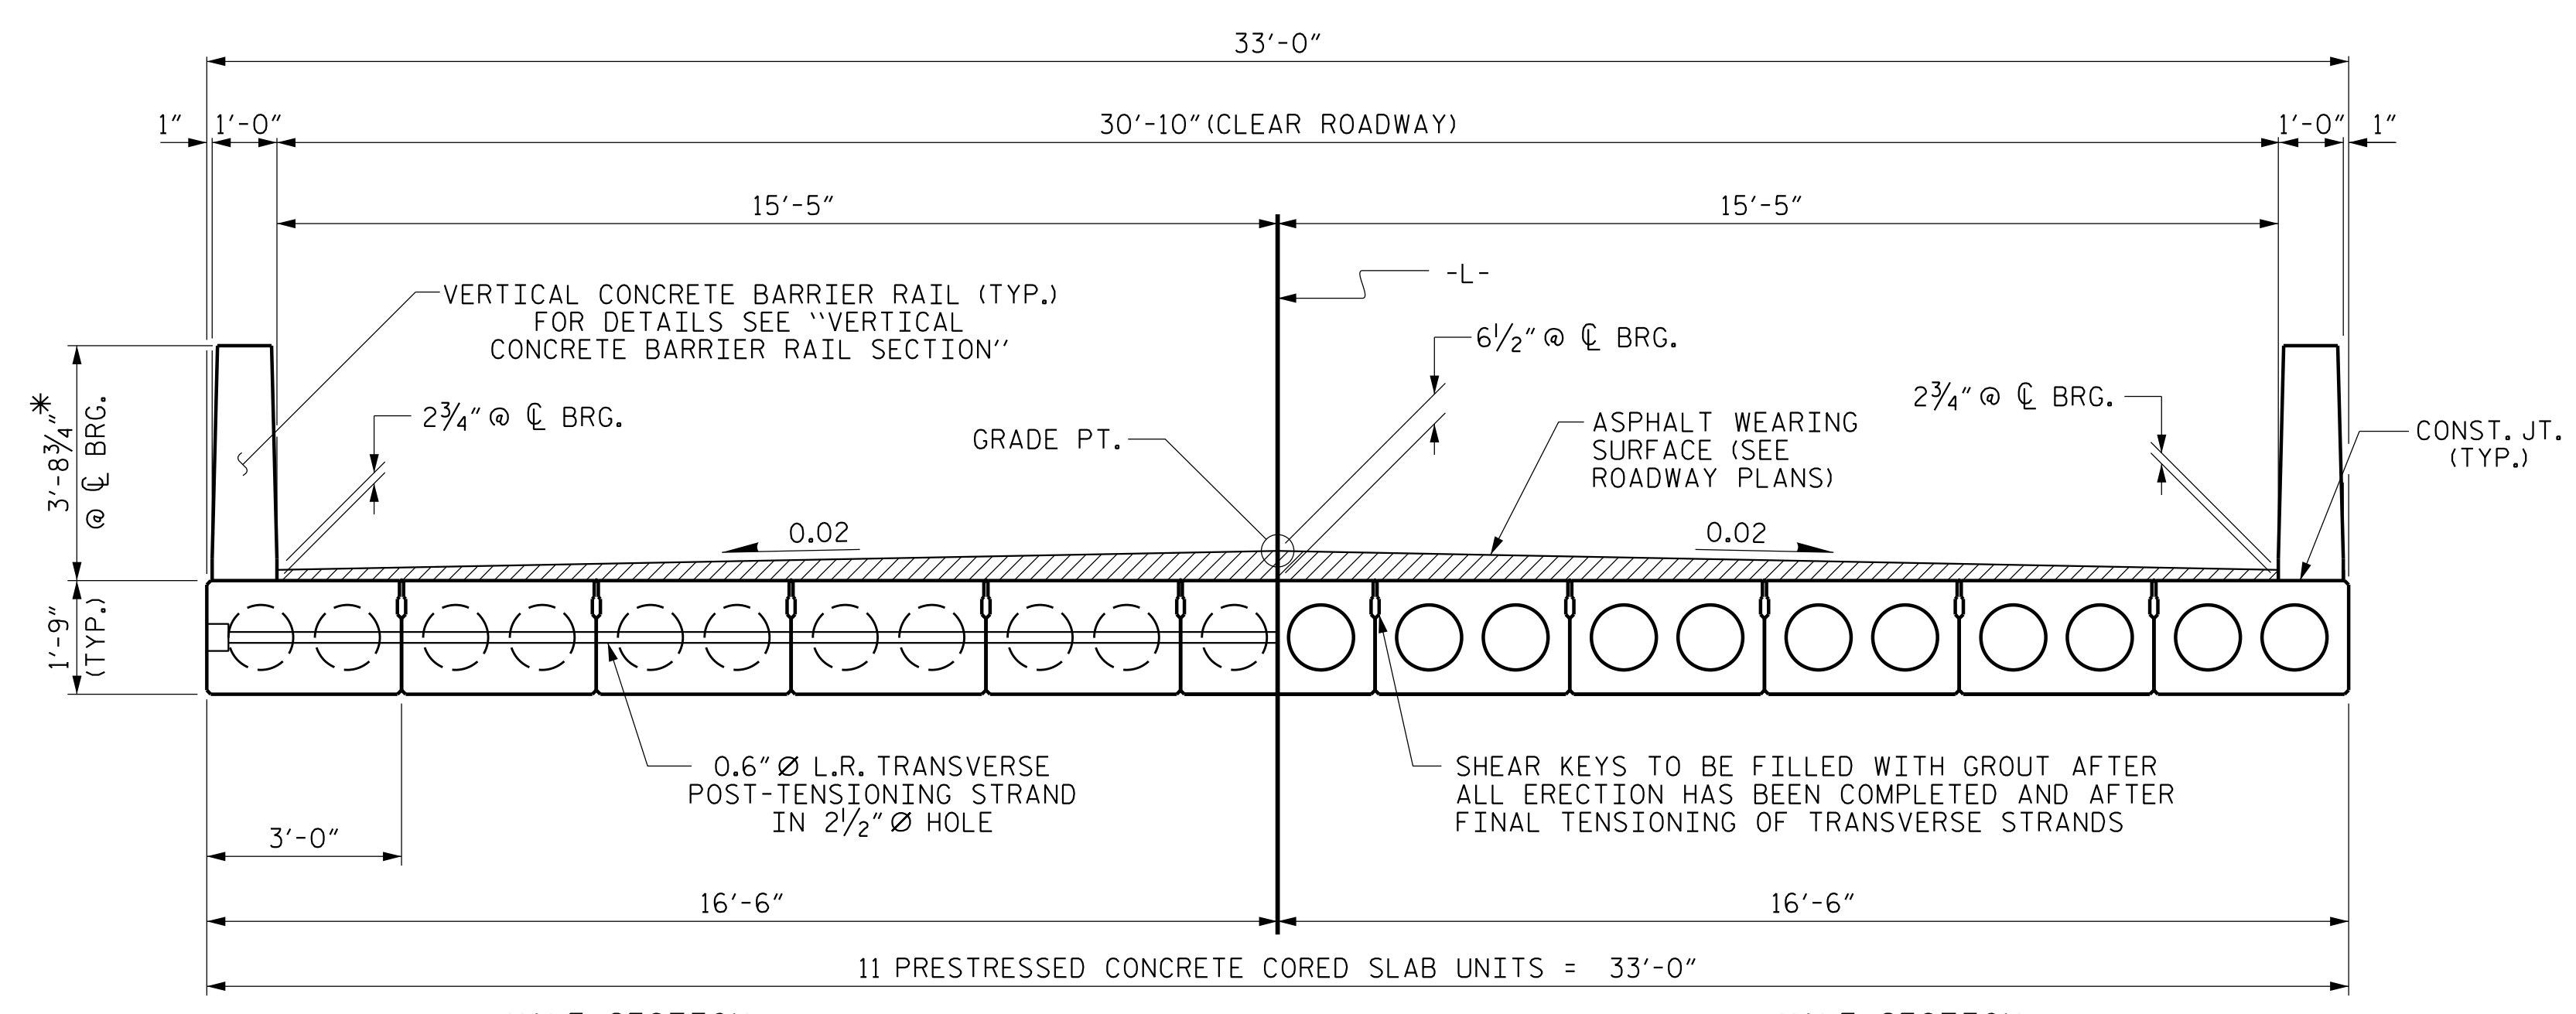 33'-0"
1" 1'-0" 30'-10"(CLEAR ROADWAY) 1'-0" 1"
15'-5" 15'-5"
-L-
VERTICAL CONCRETE BARRIER RAIL (TYP.)
FOR DETAILS SEE "VERTICAL
CONCRETE BARRIER RAIL SECTION"
6½" @ ℄ BRG.
2¾" @ ℄ BRG.
2¾" @ ℄ BRG.
GRADE PT.
ASPHALT WEARING
SURFACE (SEE
ROADWAY PLANS)
CONST. JT.
(TYP.)
3'-8¾"*
@ ℄ BRG.
0.02 0.02
1'-9"
(TYP.)
0.6" Ø L.R. TRANSVERSE
POST-TENSIONING STRAND
IN 2½" Ø HOLE
SHEAR KEYS TO BE FILLED WITH GROUT AFTER
ALL ERECTION HAS BEEN COMPLETED AND AFTER
FINAL TENSIONING OF TRANSVERSE STRANDS
3'-0"
16'-6" 16'-6"
11 PRESTRESSED CONCRETE CORED SLAB UNITS = 33'-0"